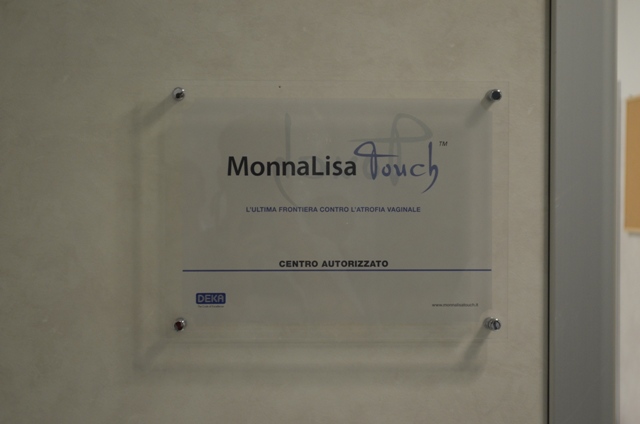 MonnaLisa Touch™
L'ULTIMA FRONTIERA CONTRO L'ATROFIA VAGINALE
CENTRO AUTORIZZATO
DEKA